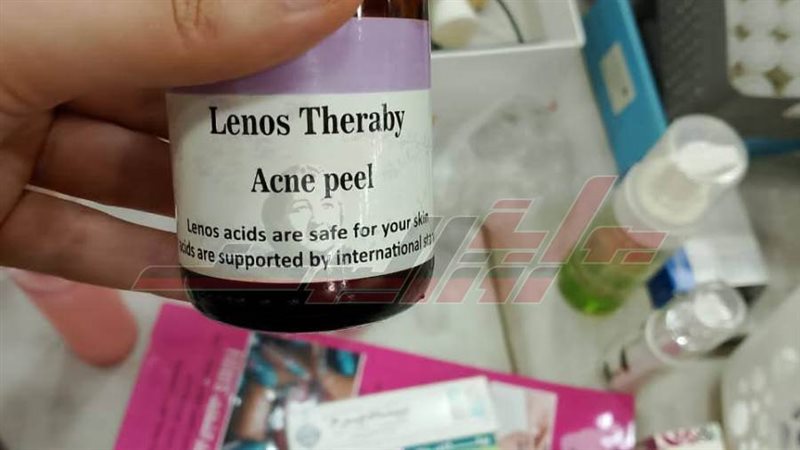 Lenos Theraby
Acne peel
Lenos acids are safe for your skin
acids are supported by international